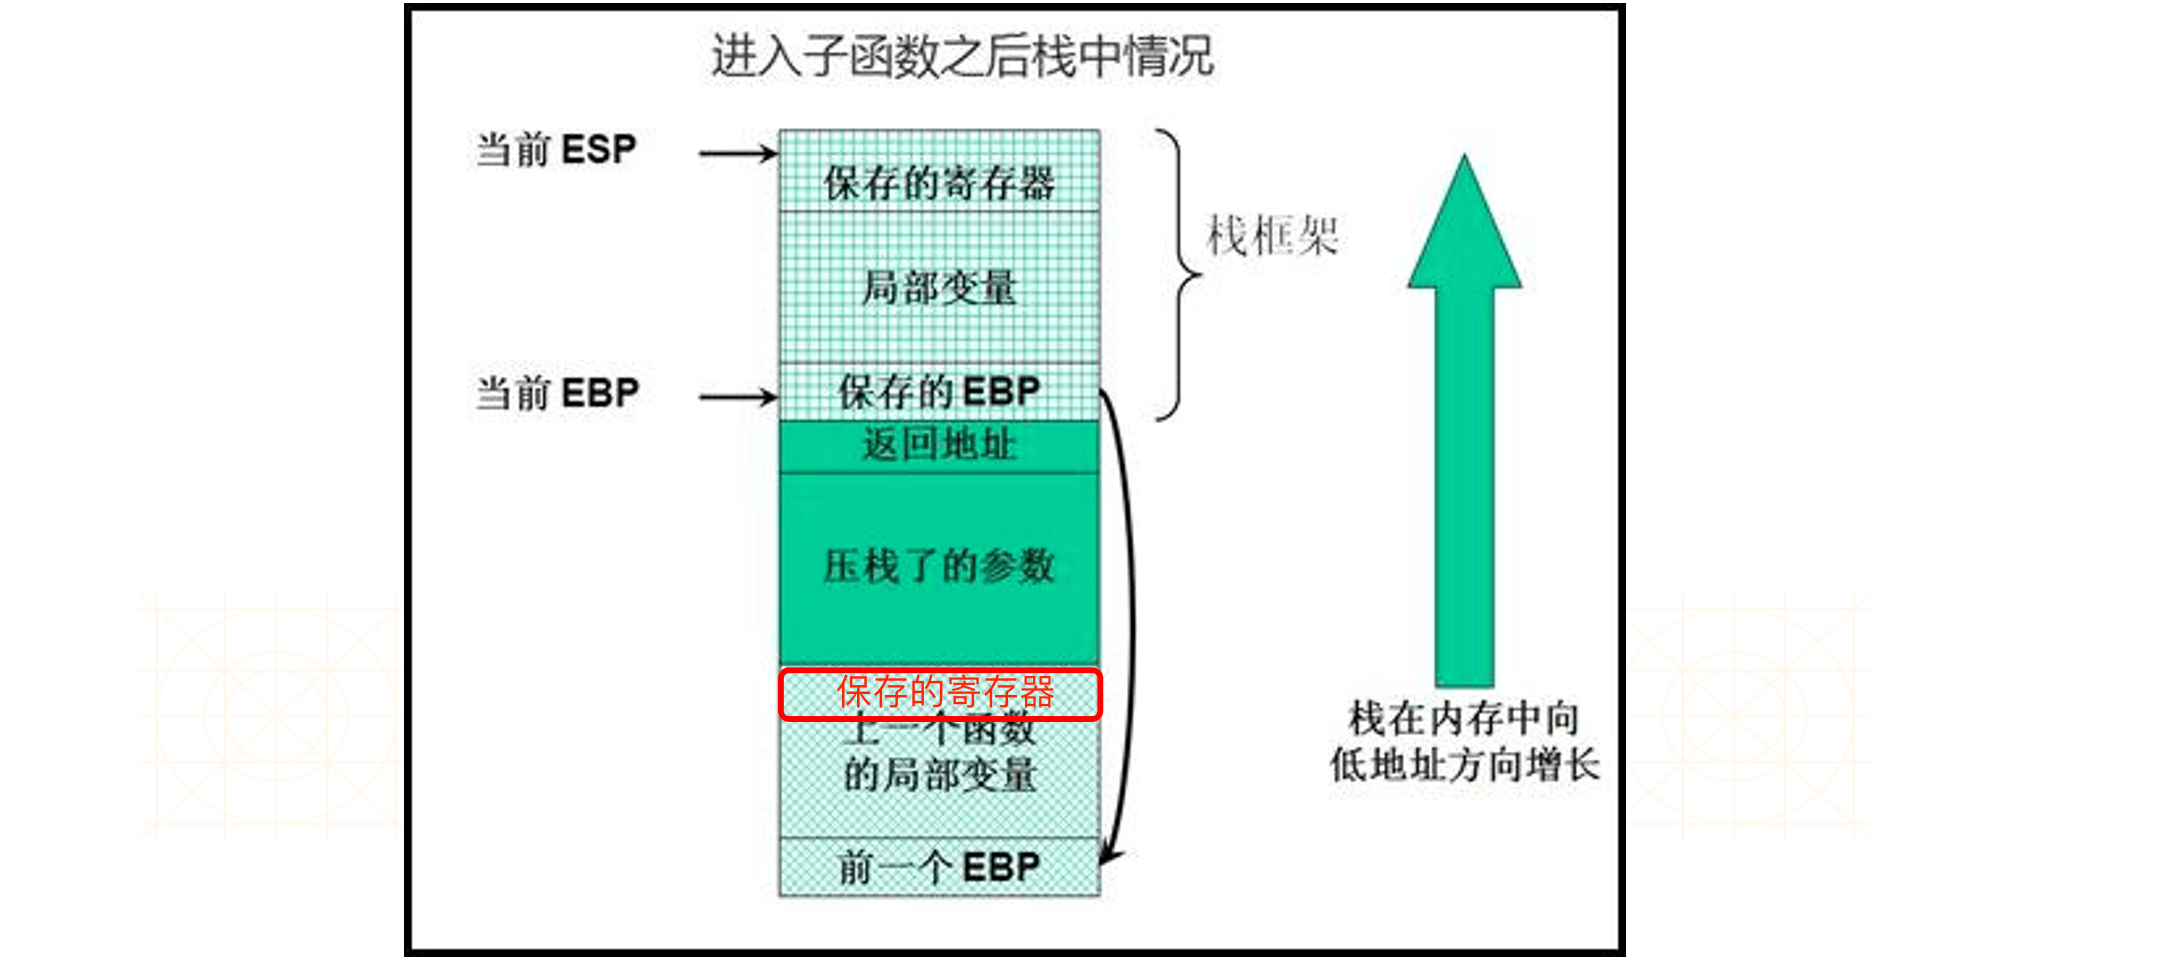 进入子函数之后栈中情况
当前 ESP
保存的寄存器
栈框架
局部变量
当前 EBP
保存的 EBP
返回地址
压栈了的参数
保存的寄存器
上一个函数
的局部变量
前一个 EBP
栈在内存中向
低地址方向增长